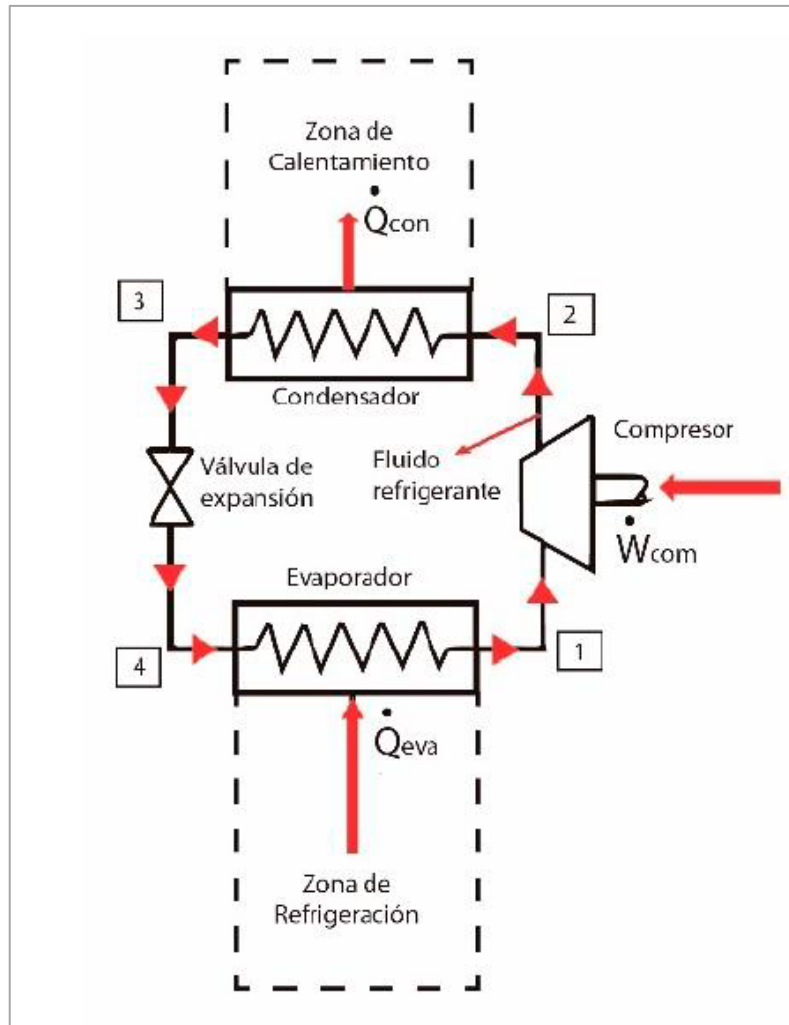 Zona de
Calentamiento
Q̇con
3
2
Condensador
Compresor
Válvula de
expansión
Fluido
refrigerante
Ẇcom
Evaporador
4
1
Q̇eva
Zona de
Refrigeración